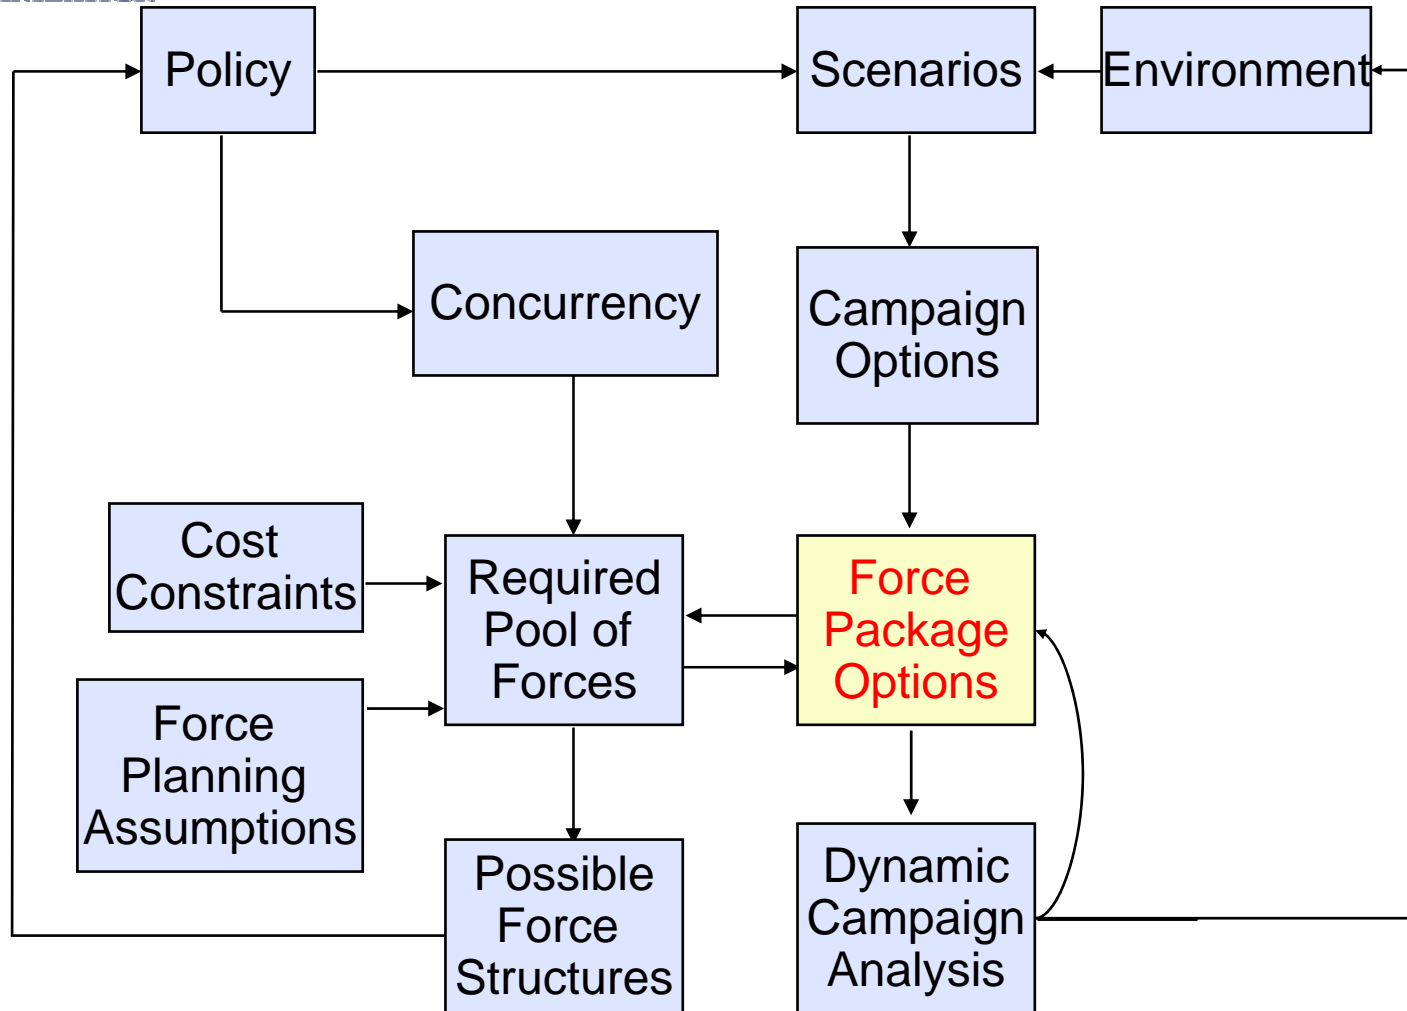 Policy
Scenarios
Environment
Concurrency
Campaign
Options
Cost
Constraints
Required
Pool of
Forces
Force
Package
Options
Force
Planning
Assumptions
Possible
Force
Structures
Dynamic
Campaign
Analysis